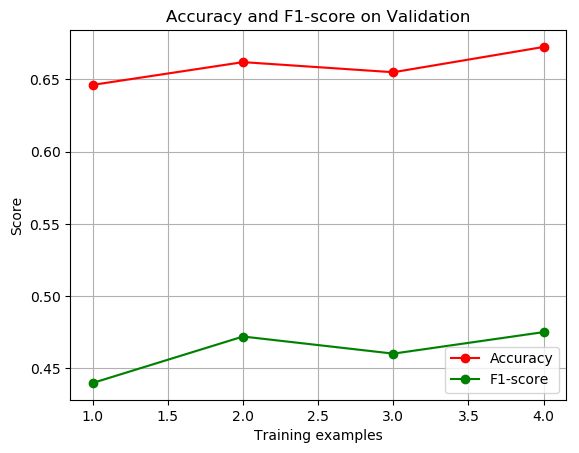 Accuracy and F1-score on Validation
Score
0.65
0.60
0.55
0.50
0.45
Accuracy
F1-score
1.0 1.5 2.0 2.5 3.0 3.5 4.0
Training examples